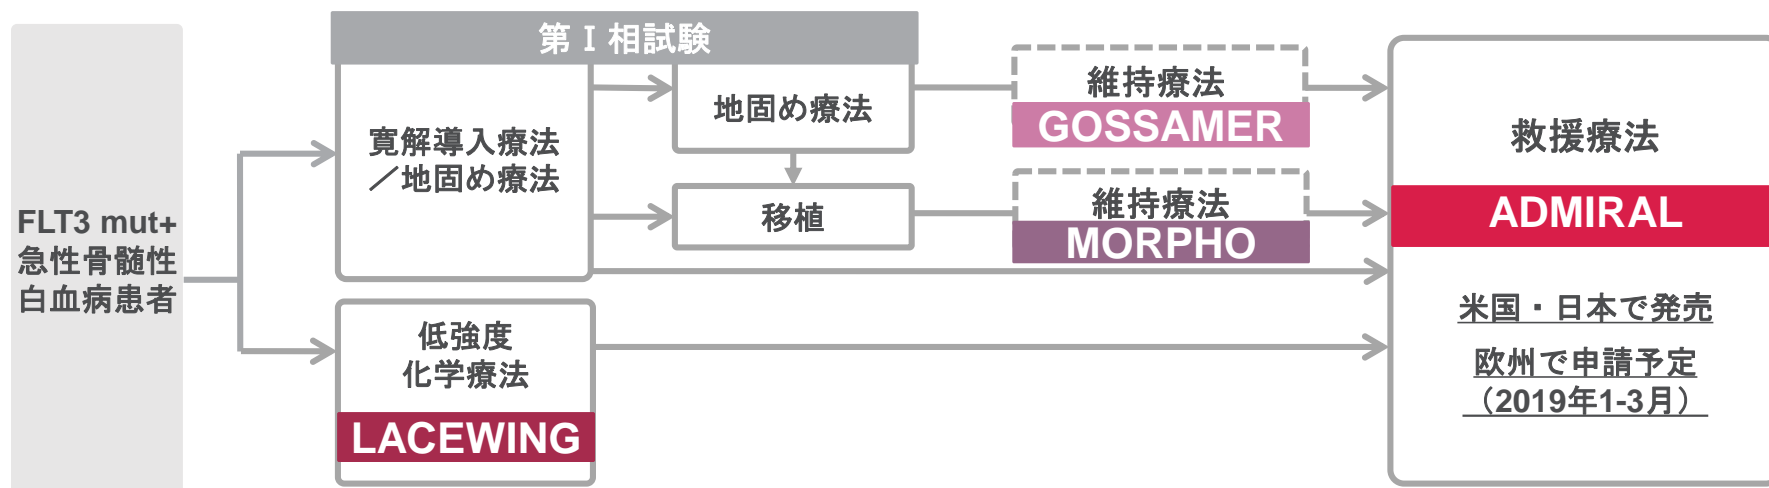 第Ⅰ相試験
FLT3 mut+
急性骨髄性
白血病患者
寛解導入療法
／地固め療法
地固め療法
移植
維持療法
GOSSAMER
維持療法
MORPHO
低強度
化学療法
LACEWING
救援療法
ADMIRAL
米国・日本で発売
欧州で申請予定
（2019年1-3月）